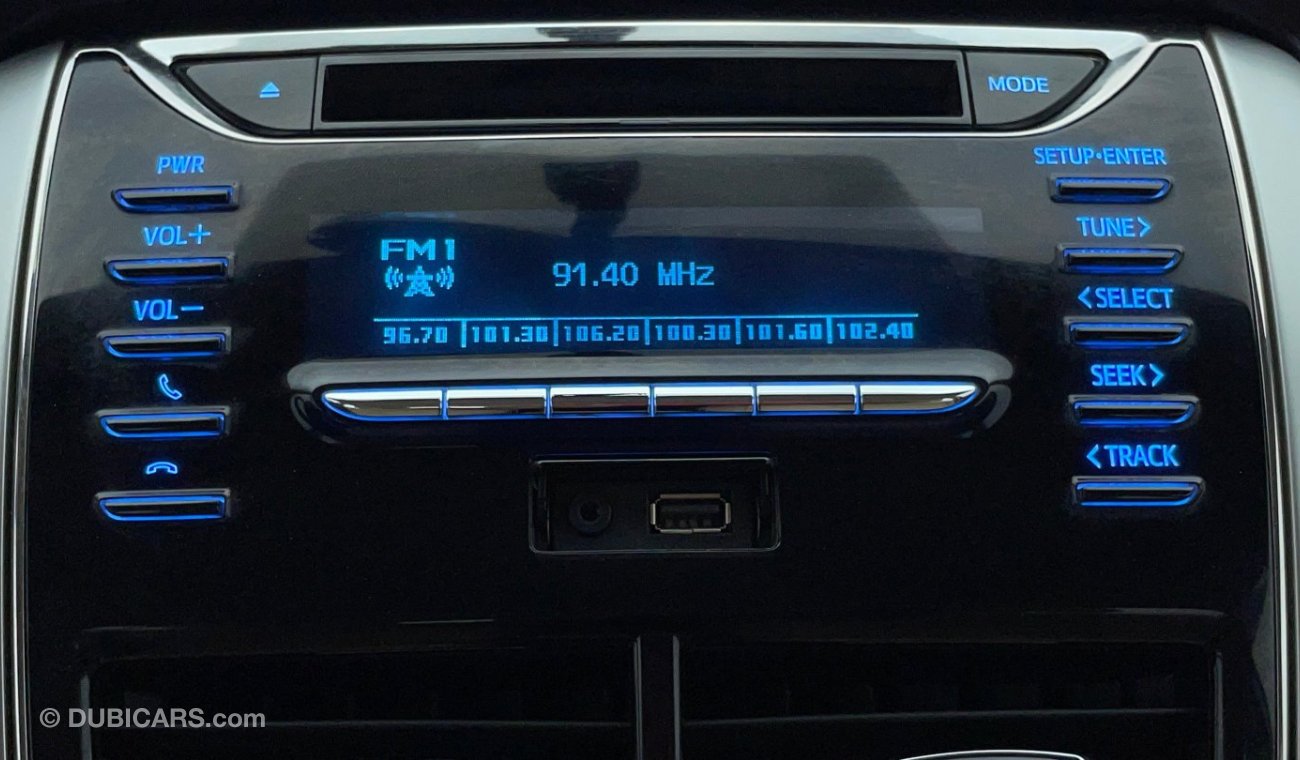 MODE
PWR
VOL+
VOL-
SETUP•ENTER
TUNE>
<SELECT
SEEK>
<TRACK
FM1
91.40 MHz
96.70 101.30 106.20 100.30 101.60 102.40
© DUBICARS.com